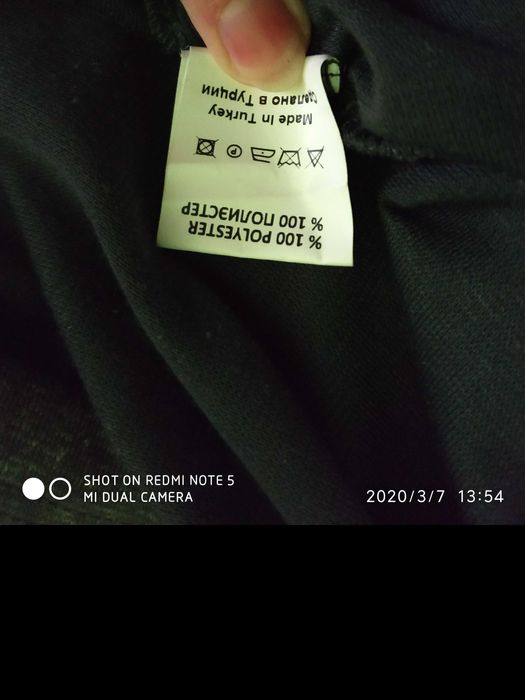 % 100 POLYESTER
% 100 ПОЛИЭСТЕР
P
Made In Turkey
Сделано в Турции
SHOT ON REDMI NOTE 5
MI DUAL CAMERA
2020/3/7 13:54